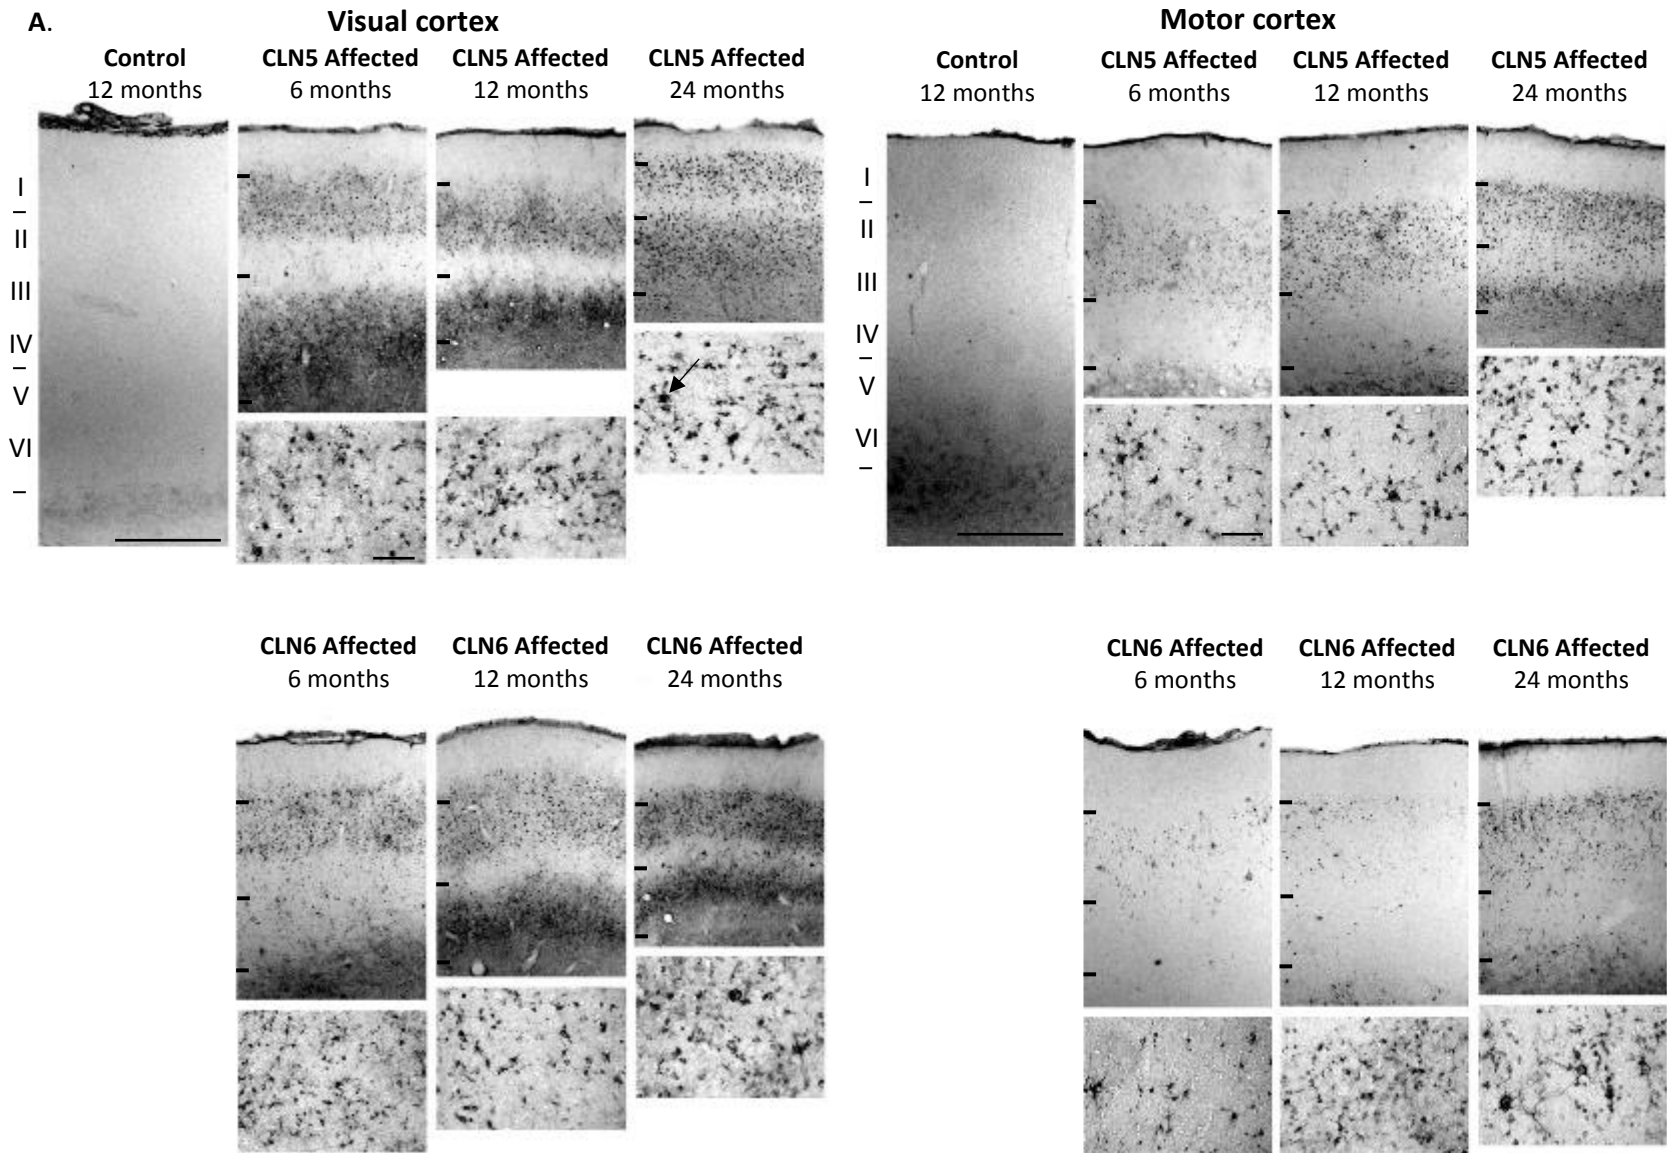 A.
Visual cortex
Control
12 months
CLN5 Affected
6 months
CLN5 Affected
12 months
CLN5 Affected
24 months
I
II
III
IV
V
VI
Motor cortex
Control
12 months
CLN5 Affected
6 months
CLN5 Affected
12 months
CLN5 Affected
24 months
I
II
III
IV
V
VI
CLN6 Affected
6 months
CLN6 Affected
12 months
CLN6 Affected
24 months
CLN6 Affected
6 months
CLN6 Affected
12 months
CLN6 Affected
24 months